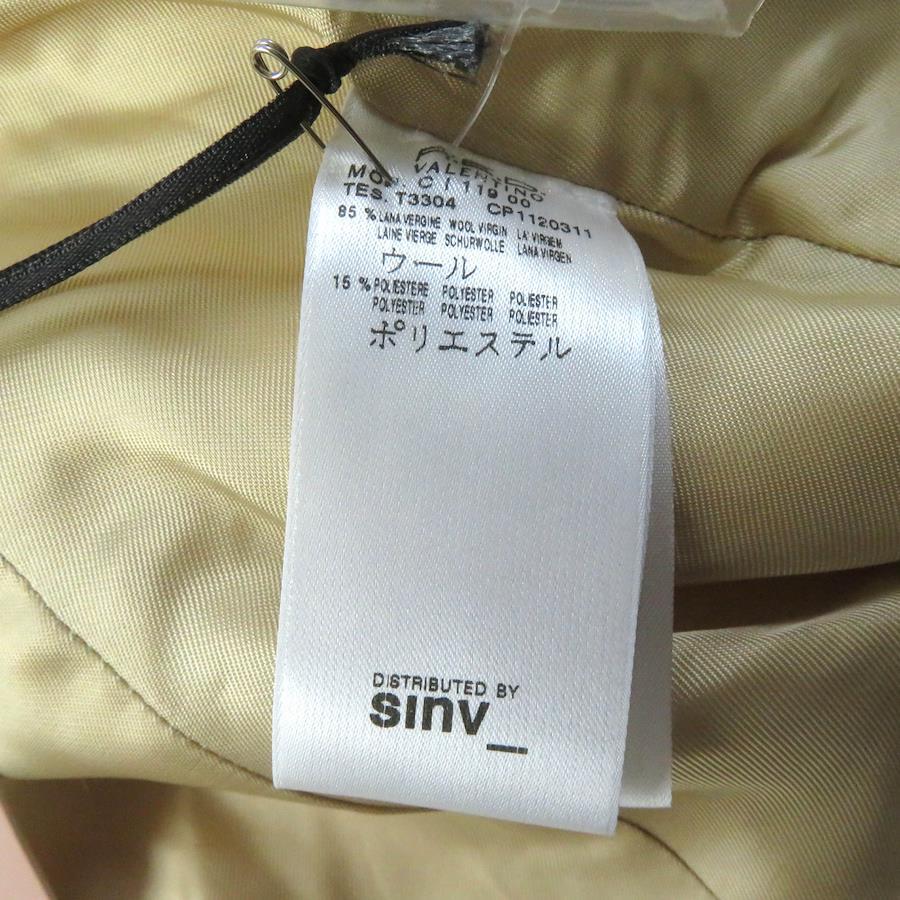 R.E.D.
VALENTINO
MOD. C I 119 00
TES. T3304 CP1120311
85 % LANA VERGINE WOOL VIRGIN LA´VIRGEM
LAINE VIERGE SCHURWOLLE LANA VIRGEN
ウール
15 % POLIESTERE POLYESTER POLIESTER
POLYESTER POLYESTER POLIESTER
ポリエステル
DISTRIBUTED BY
sinv_